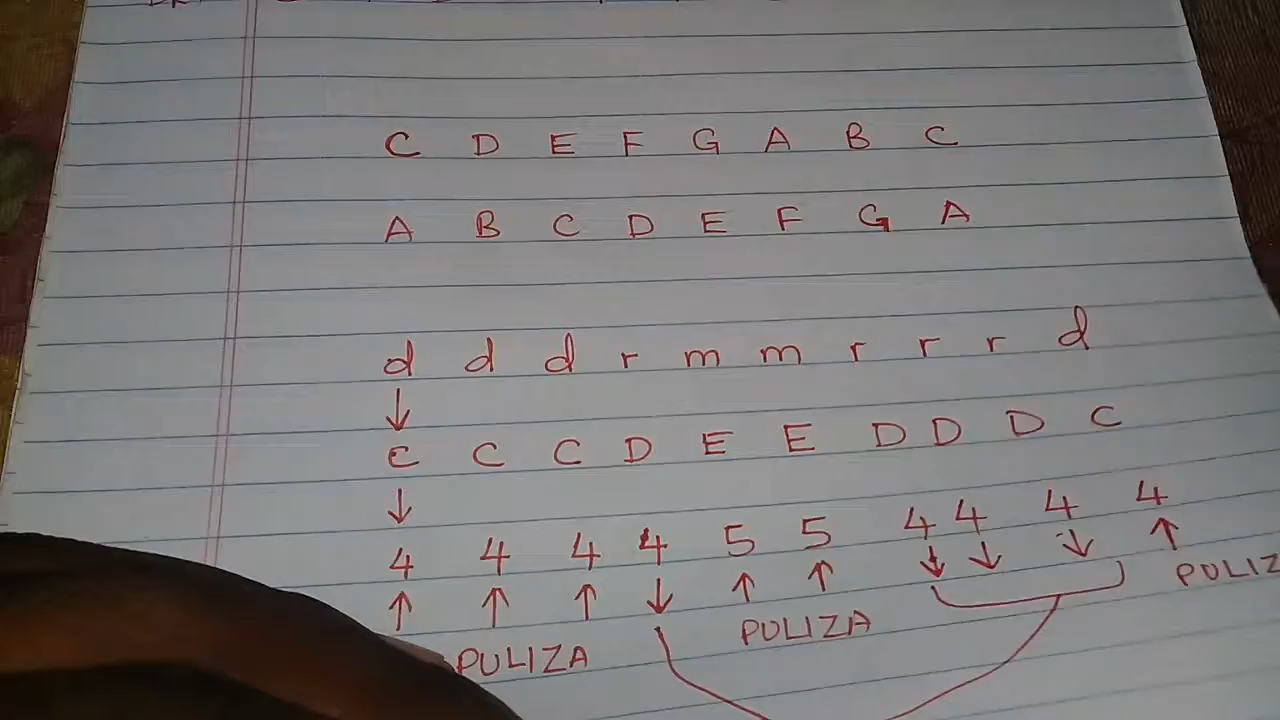 C D E F G A B C
A B C D E F G A
d d d r m m r r r d
↓
C C C D E E D D D C
↓
4 4 4 4 5 5 4 4 4 4
↑ ↑ ↑ ↓ ↑ ↑ ↓ ↓ ↓ ↑
PULIZA PULIZA PULIZ